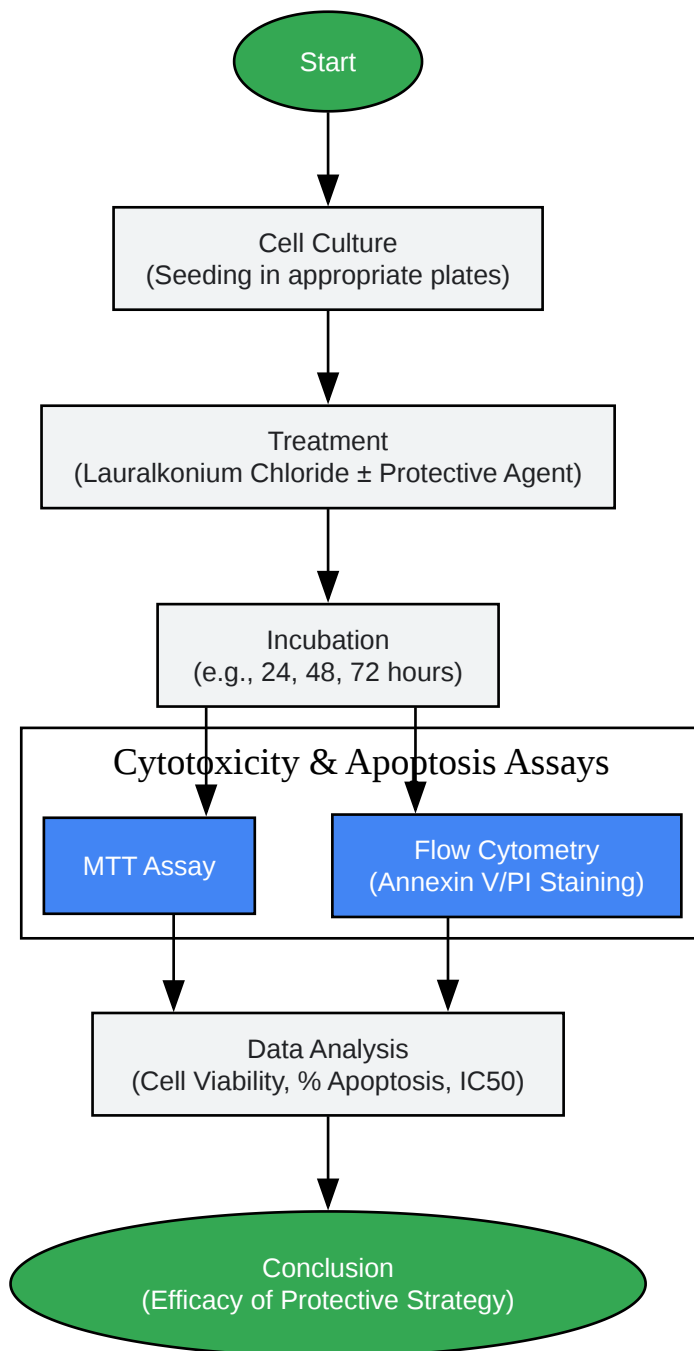 Start
Cell Culture
(Seeding in appropriate plates)
Treatment
(Lauralkonium Chloride ± Protective Agent)
Incubation
(e.g., 24, 48, 72 hours)
Cytotoxicity & Apoptosis Assays
MTT Assay
Flow Cytometry
(Annexin V/PI Staining)
Data Analysis
(Cell Viability, % Apoptosis, IC50)
Conclusion
(Efficacy of Protective Strategy)